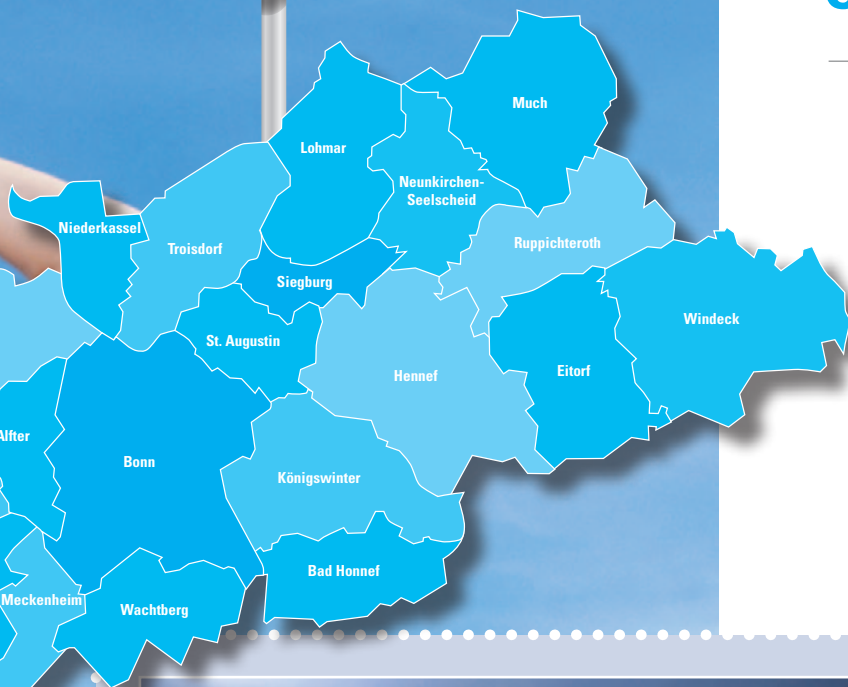 Much
Lohmar
Neunkirchen-
Seelscheid
Niederkassel
Troisdorf
Ruppichteroth
Siegburg
Windeck
St. Augustin
Eitorf
Hennef
Alfter
Bonn
Königswinter
Bad Honnef
Meckenheim
Wachtberg